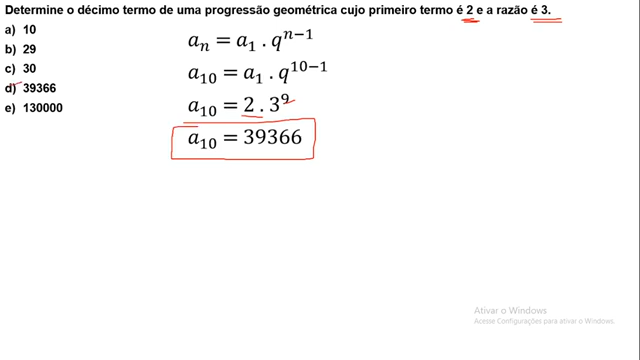 Determine o décimo termo de uma progressão geométrica cujo primeiro termo é 2 e a razão é 3.
a) 10
b) 29
c) 30
d) 39366
e) 130000
aₙ = a₁ . qⁿ⁻¹
a₁₀ = a₁ . q¹⁰⁻¹
a₁₀ = 2 . 3⁹
a₁₀ = 39366
Ativar o Windows
Acesse Configurações para ativar o Windows.